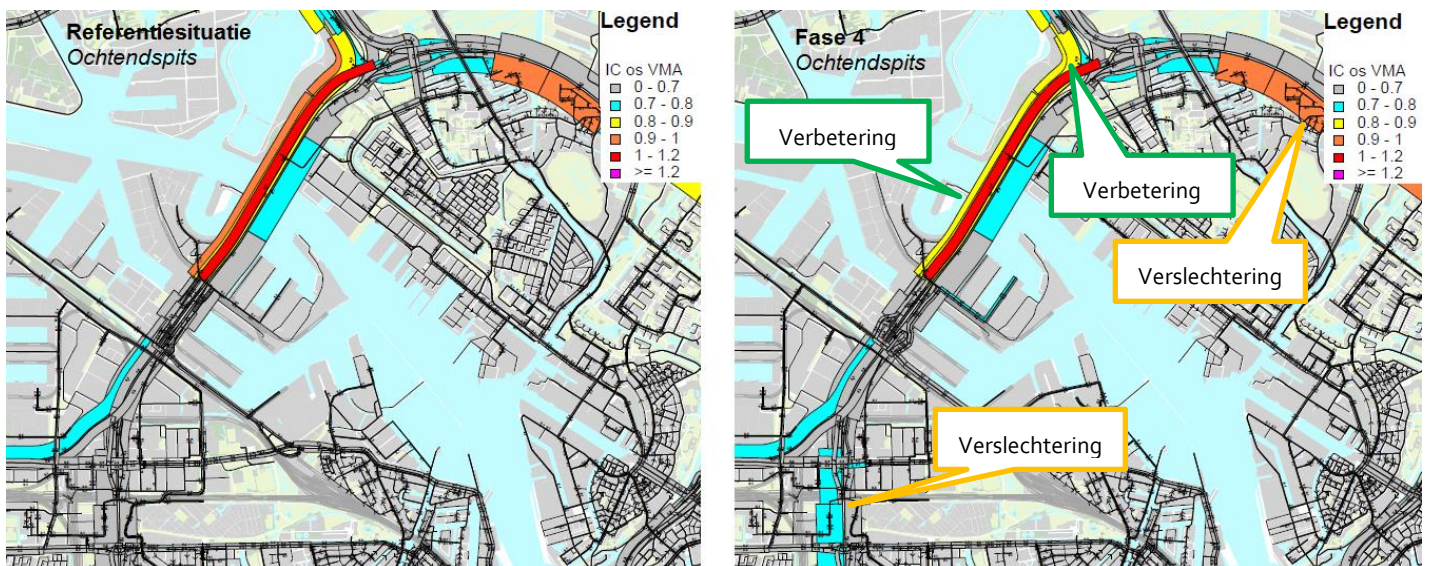 Referentiesituatie
Ochtendspits
Legend
IC os VMA
0 - 0.7
0.7 - 0.8
0.8 - 0.9
0.9 - 1
1 - 1.2
>= 1.2
Fase 4
Ochtendspits
Legend
IC os VMA
0 - 0.7
0.7 - 0.8
0.8 - 0.9
0.9 - 1
1 - 1.2
>= 1.2
Verbetering
Verbetering
Verslechtering
Verslechtering